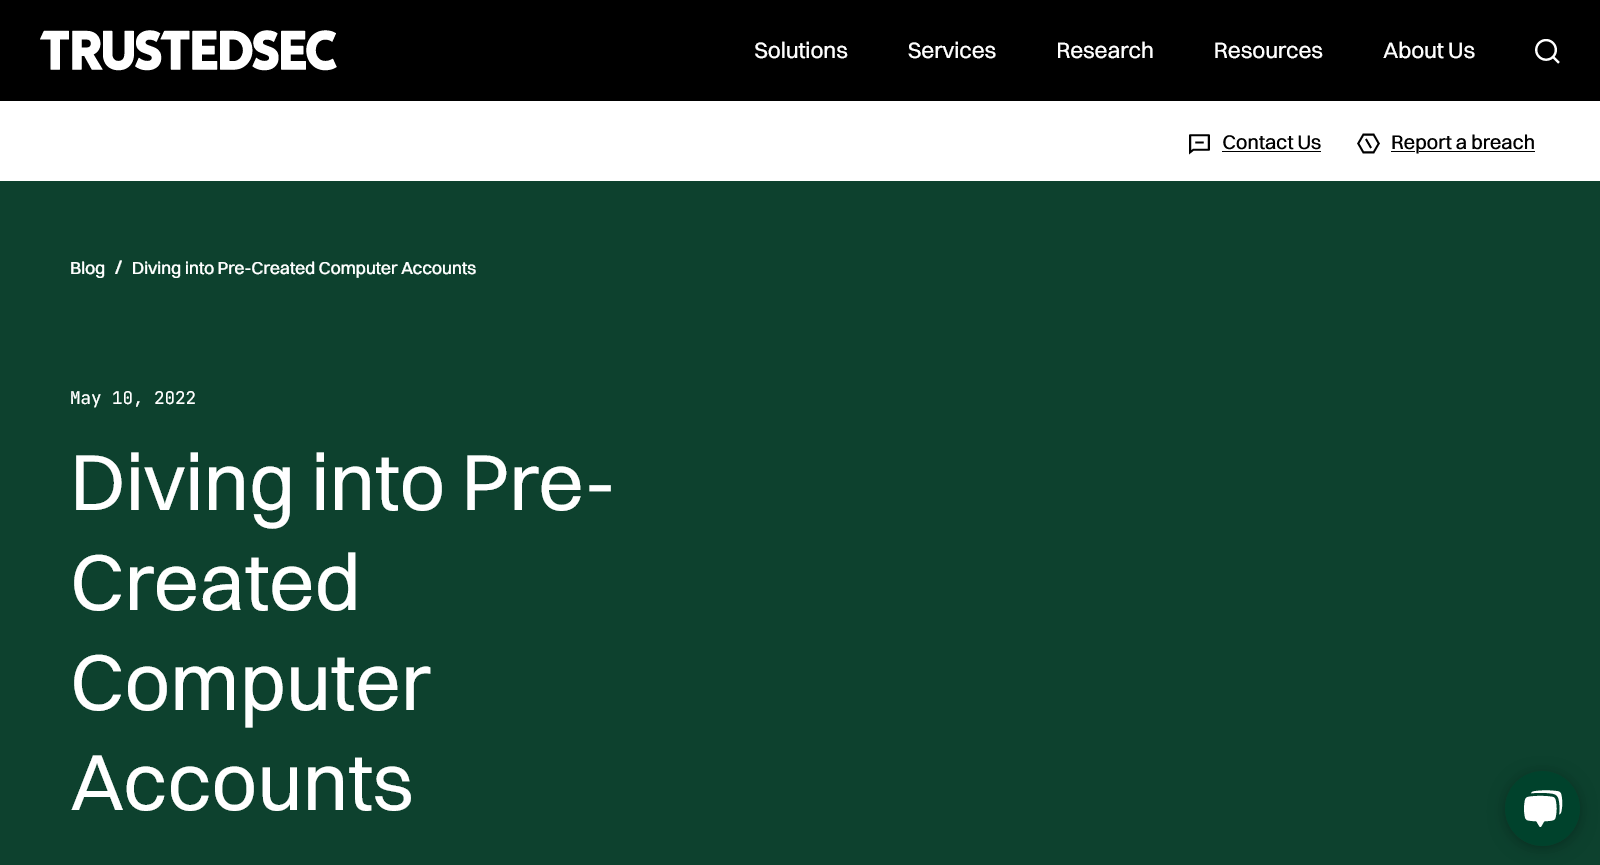 TRUSTEDSEC
Solutions Services Research Resources About Us
Contact Us Report a breach
Blog / Diving into Pre-Created Computer Accounts
May 10, 2022
Diving into Pre-
Created
Computer
Accounts